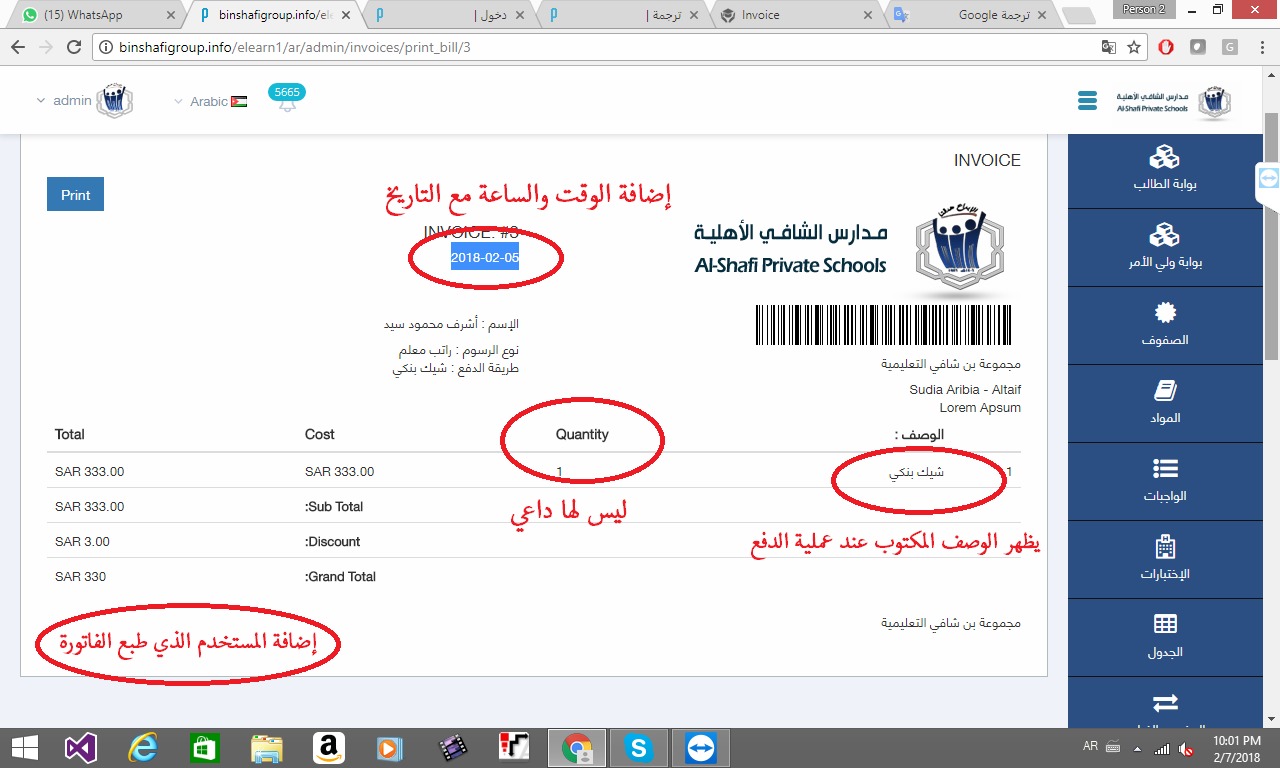 (15) WhatsApp
binshafigroup.info/ele
دخول |
ترجمة |
Invoice
ترجمة Google
Person 2
binshafigroup.info/elearn1/ar/admin/invoices/print_bill/3
admin
Arabic
5665
مدارس الشافي الأهلية
Al-Shafi Private Schools
INVOICE
Print
إضافة الوقت والساعة مع التاريخ
INVOICE: #3
2018-02-05
مدارس الشافي الأهلية
Al-Shafi Private Schools
الإسم : أشرف محمود سيد
نوع الرسوم : راتب معلم
طريقة الدفع : شيك بنكي
مجموعة بن شافي التعليمية
Sudia Aribia - Altaif
Lorem Apsum
الوصف :
Quantity
Cost
Total
1
شيك بنكي
1
SAR 333.00
SAR 333.00
:Sub Total
SAR 333.00
ليس لها داعي
يظهر الوصف المكتوب عند عملية الدفع
:Discount
SAR 3.00
:Grand Total
SAR 330
مجموعة بن شافي التعليمية
إضافة المستخدم الذي طبع الفاتورة
بوابة الطالب
بوابة ولي الأمر
الصفوف
المواد
الواجبات
الإختبارات
الجدول
AR
10:01 PM
2/7/2018